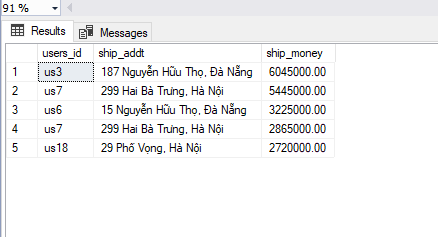 91 %
Results Messages
users_id ship_addt ship_money
1 us3 187 Nguyễn Hữu Thọ, Đà Nẵng 6045000.00
2 us7 299 Hai Bà Trưng, Hà Nội 5445000.00
3 us6 15 Nguyễn Hữu Thọ, Đà Nẵng 3225000.00
4 us7 299 Hai Bà Trưng, Hà Nội 2865000.00
5 us18 29 Phố Vọng, Hà Nội 2720000.00